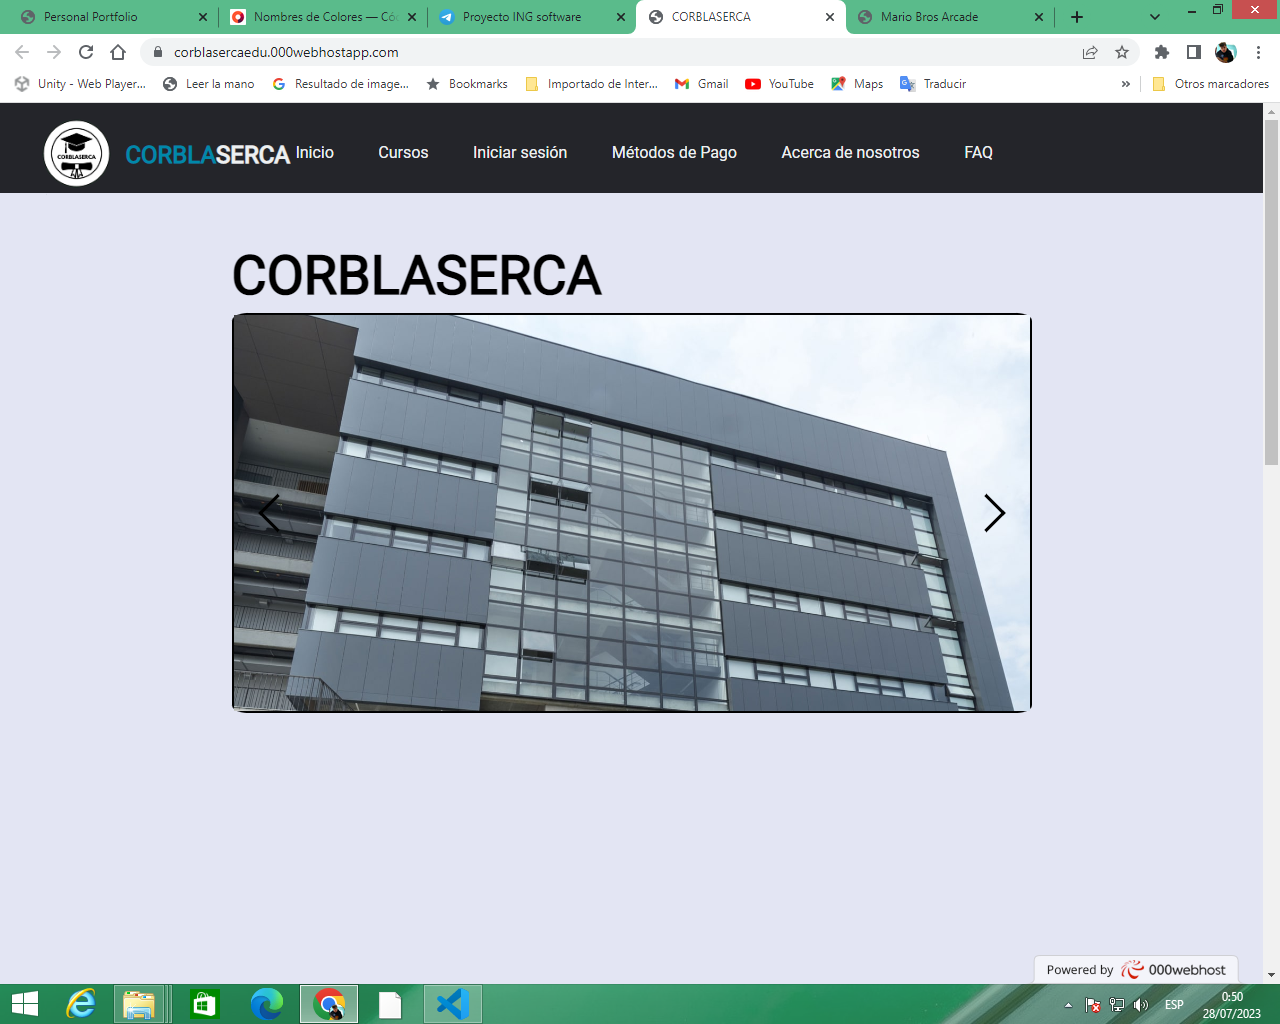 Personal Portfolio
Nombres de Colores — Cóc
Proyecto ING software
CORBLASERCA
Mario Bros Arcade
corblasercaedu.000webhostapp.com
Unity - Web Player...
Leer la mano
Resultado de image...
Bookmarks
Importado de Inter...
Gmail
YouTube
Maps
Traducir
»
Otros marcadores
CORBLASERCA
CORBLASERCA
Inicio
Cursos
Iniciar sesión
Métodos de Pago
Acerca de nosotros
FAQ
CORBLASERCA
Powered by 000webhost
ESP
0:50
28/07/2023